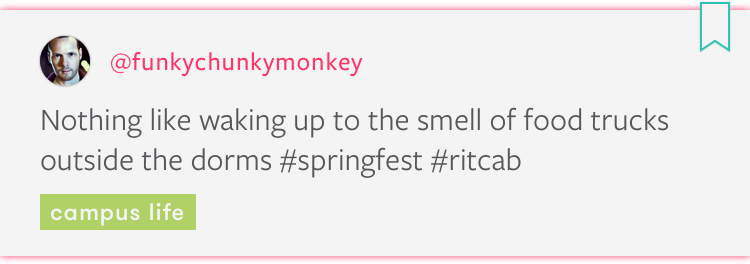 @funkychunkymonkey
Nothing like waking up to the smell of food trucks
outside the dorms #springfest #ritcab
campus life